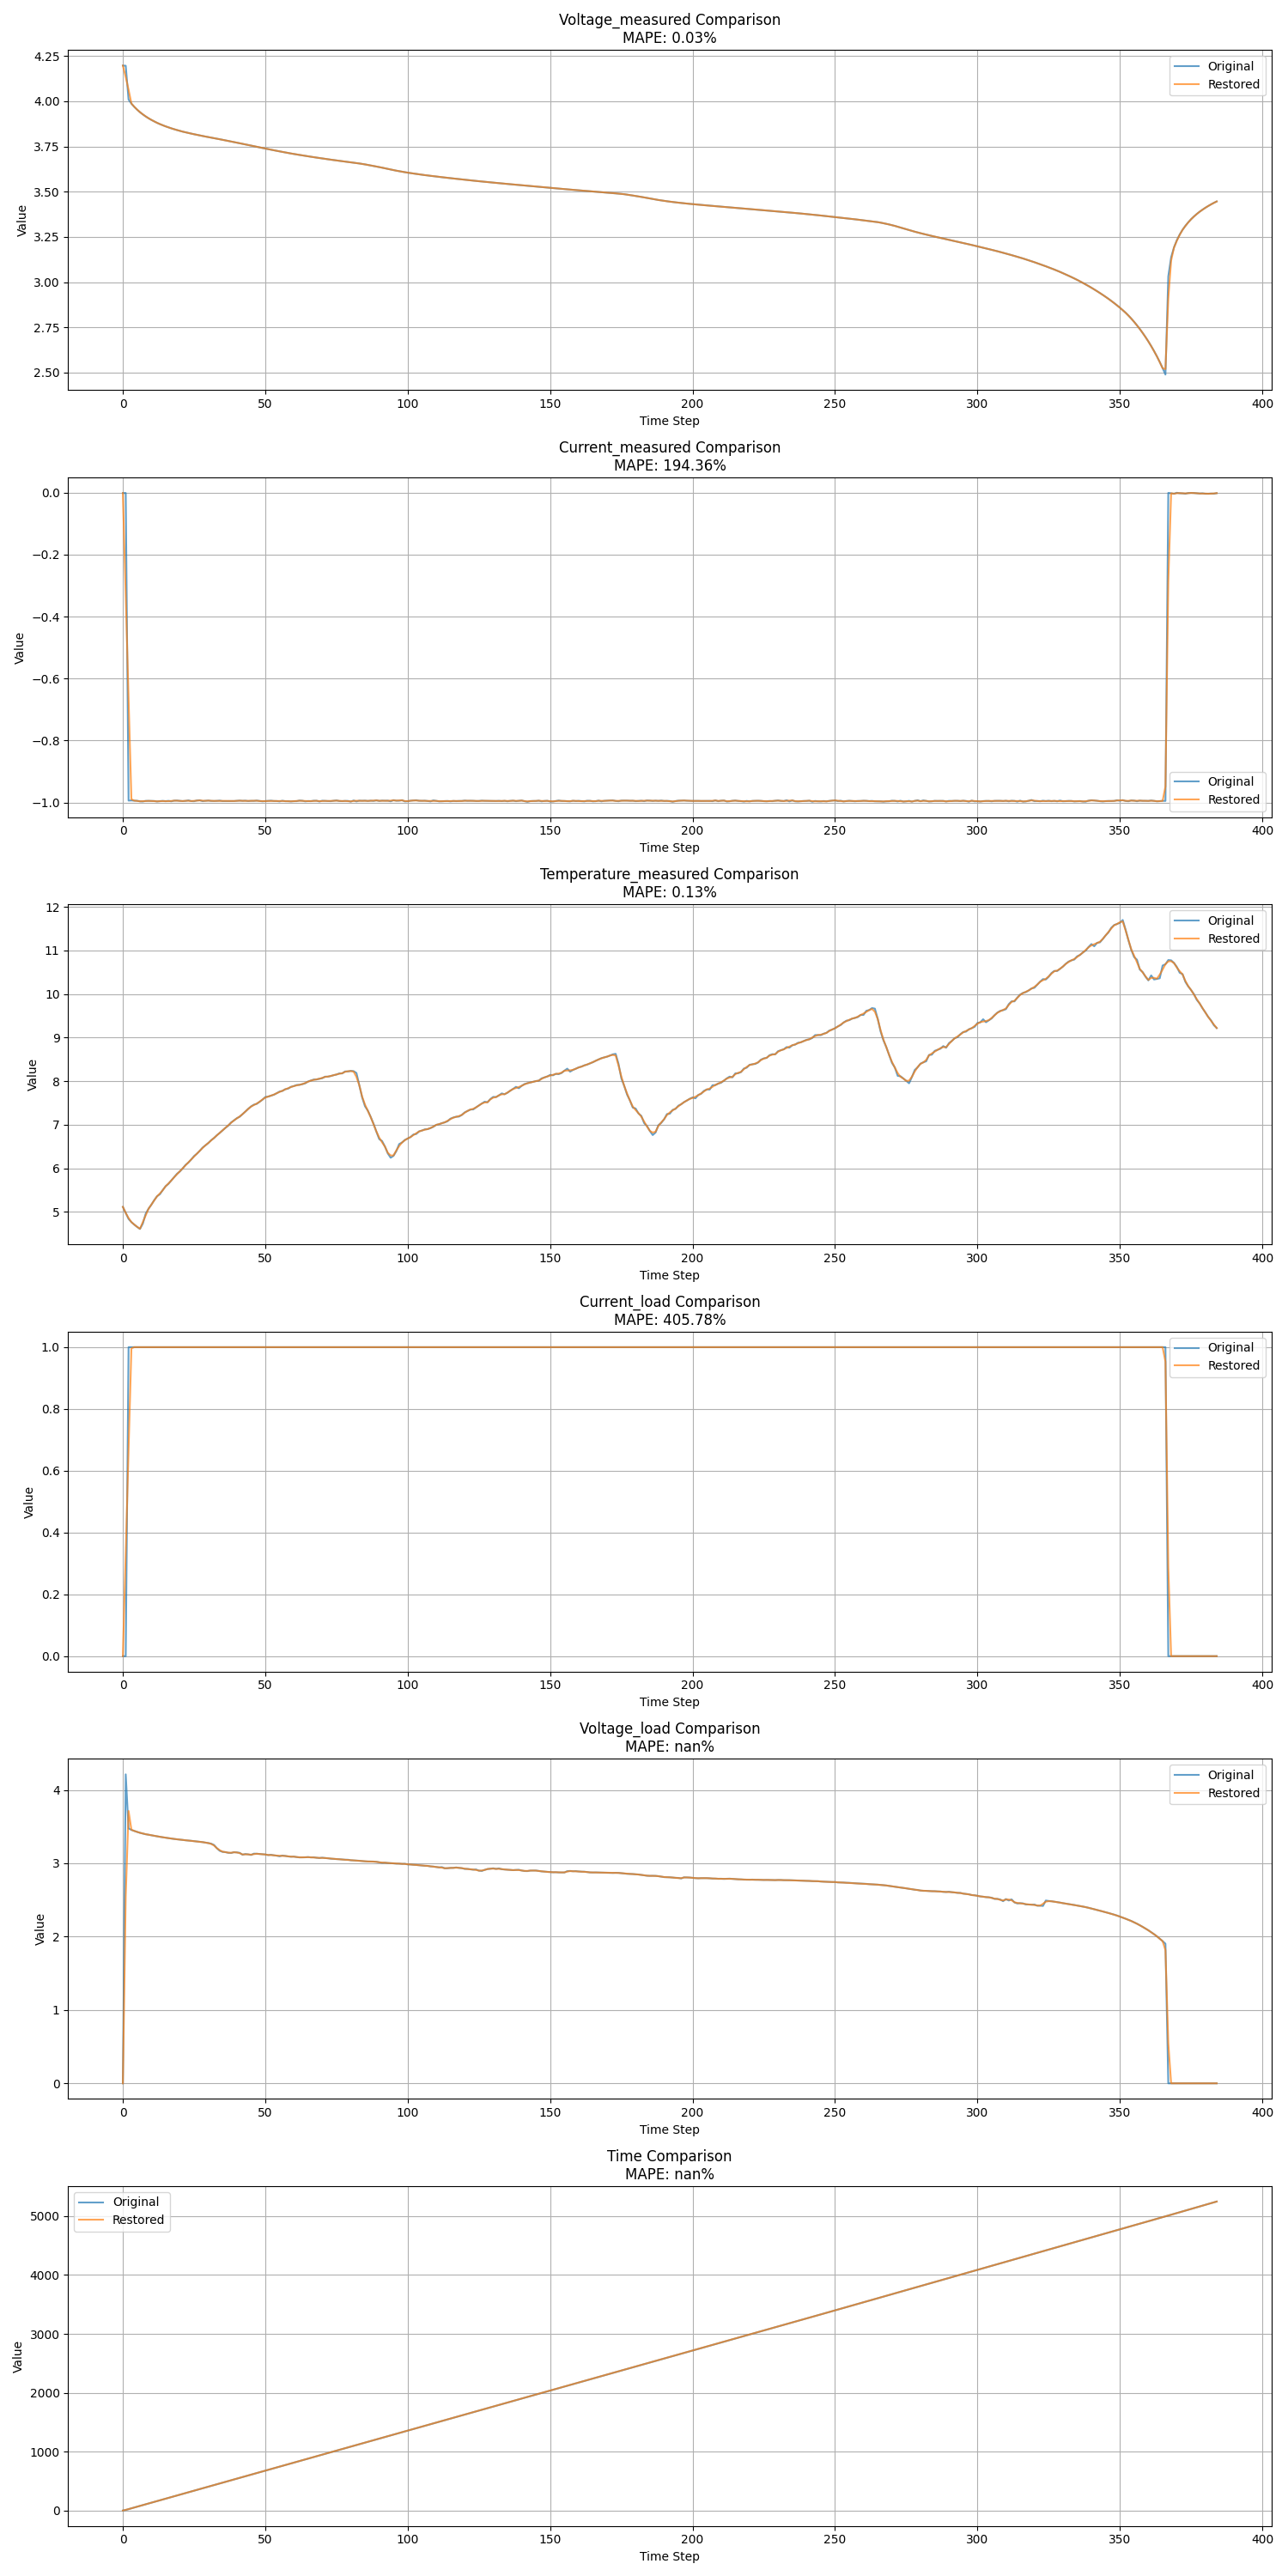 Voltage_measured Comparison
MAPE: 0.03%
Original
Restored
4.25
4.00
3.75
3.50
3.25
3.00
2.75
2.50
Value
0 50 100 150 200 250 300 350 400
Time Step
Current_measured Comparison
MAPE: 194.36%
0.0
−0.2
−0.4
−0.6
−0.8
−1.0
Value
Original
Restored
0 50 100 150 200 250 300 350 400
Time Step
Temperature_measured Comparison
MAPE: 0.13%
Original
Restored
12
11
10
9
8
7
6
5
Value
0 50 100 150 200 250 300 350 400
Time Step
Current_load Comparison
MAPE: 405.78%
Original
Restored
1.0
0.8
0.6
0.4
0.2
0.0
Value
0 50 100 150 200 250 300 350 400
Time Step
Voltage_load Comparison
MAPE: nan%
Original
Restored
4
3
2
1
0
Value
0 50 100 150 200 250 300 350 400
Time Step
Time Comparison
MAPE: nan%
Original
Restored
5000
4000
3000
2000
1000
0
Value
0 50 100 150 200 250 300 350 400
Time Step